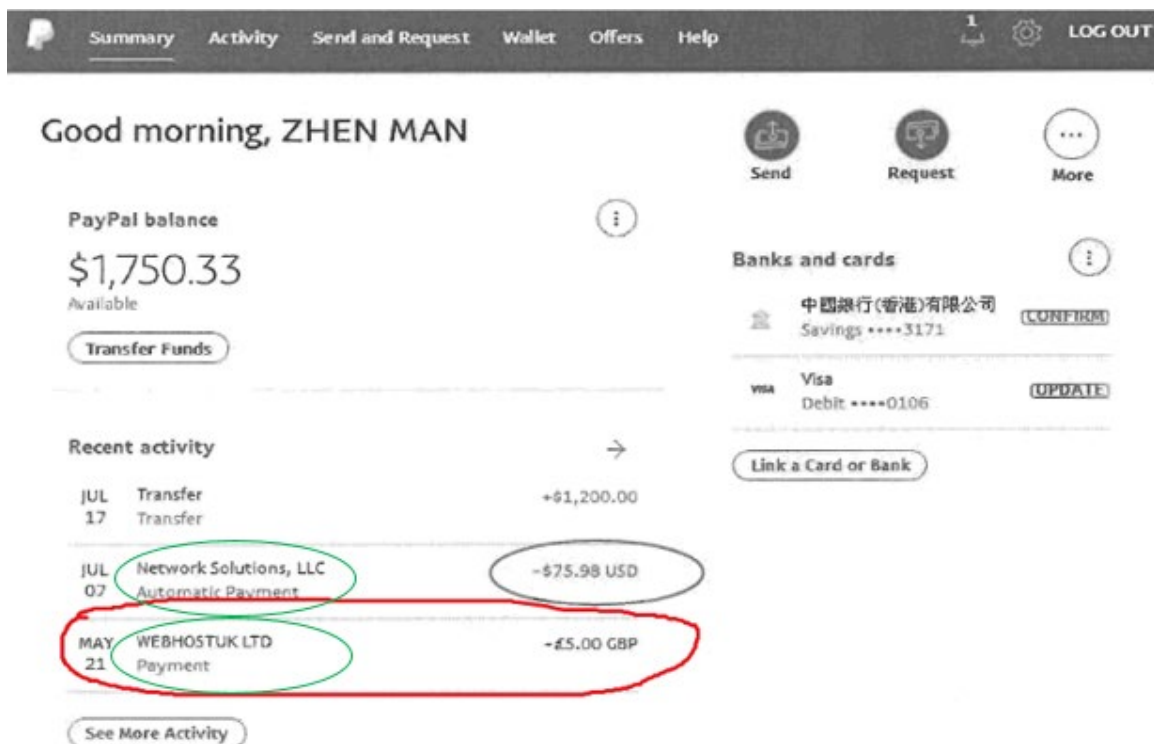 Summary Activity Send and Request Wallet Offers Help 1 LOG OUT
Good morning, ZHEN MAN
Send Request More
PayPal balance
$1,750.33
Available
Transfer Funds
Banks and cards
中國銀行(香港)有限公司 CONFIRM
Savings ••••3171
VISA Visa UPDATE
Debit ••••0106
Link a Card or Bank
Recent activity
JUL Transfer +$1,200.00
17 Transfer
JUL Network Solutions, LLC -$75.98 USD
07 Automatic Payment
MAY WEBHOSTUK LTD -£5.00 GBP
21 Payment
See More Activity